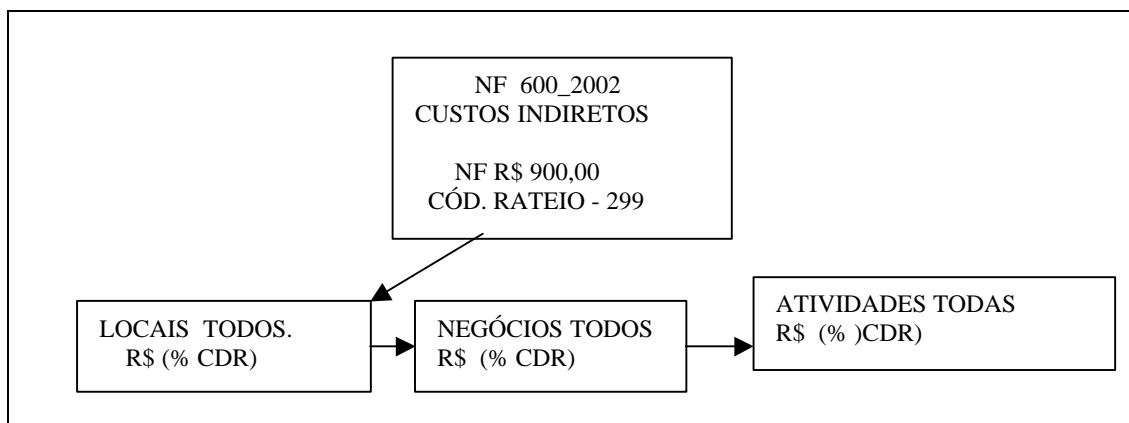 NF 600_2002
CUSTOS INDIRETOS
NF R$ 900,00
CÓD. RATEIO - 299
LOCAIS TODOS.
R$ (% CDR)
NEGÓCIOS TODOS
R$ (% CDR)
ATIVIDADES TODAS
R$ (% )CDR)